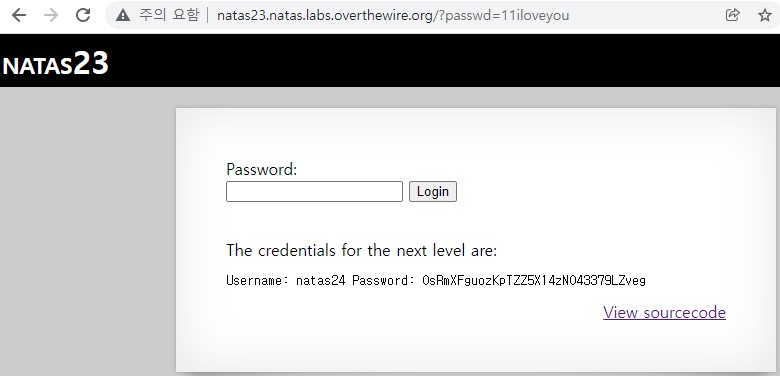 주의 요함 natas23.natas.labs.overthewire.org/?passwd=11iloveyou
NATAS23
Password:
Login
The credentials for the next level are:
Username: natas24 Password: OsRmXFguozKpTZZ5X14zNO43379LZveg
View sourcecode